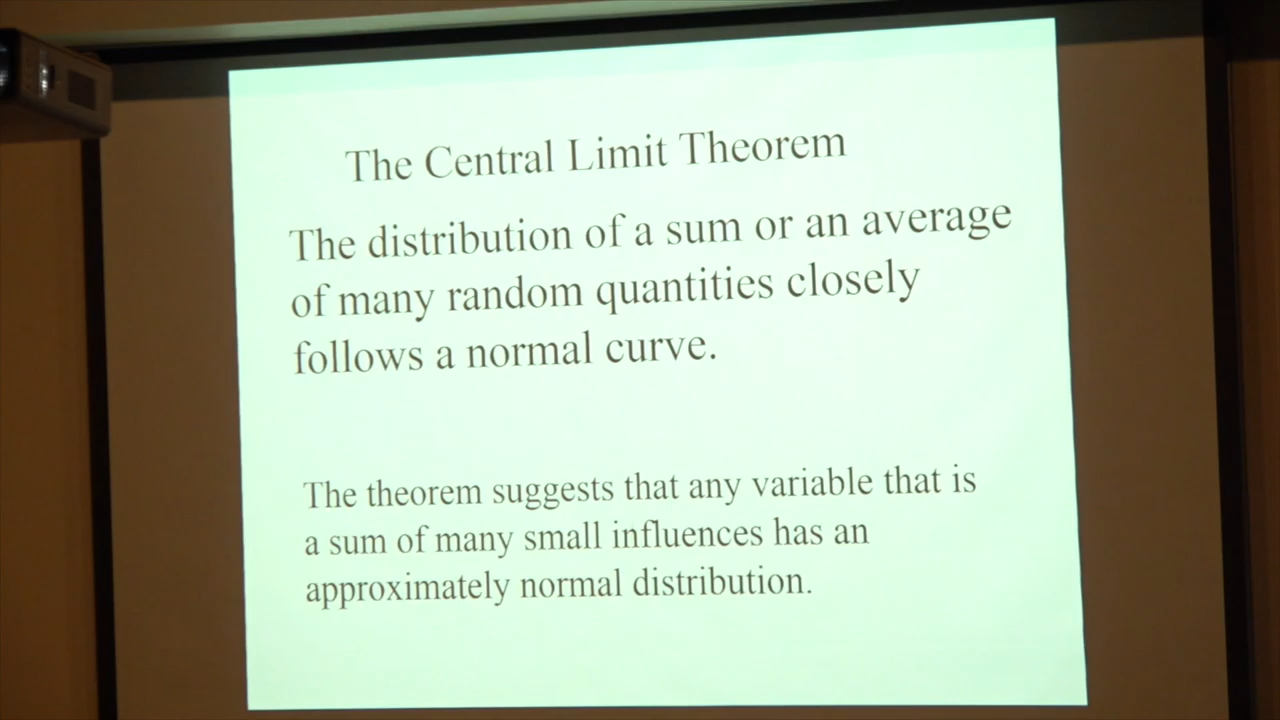 The Central Limit Theorem
The distribution of a sum or an average
of many random quantities closely
follows a normal curve.
The theorem suggests that any variable that is
a sum of many small influences has an
approximately normal distribution.